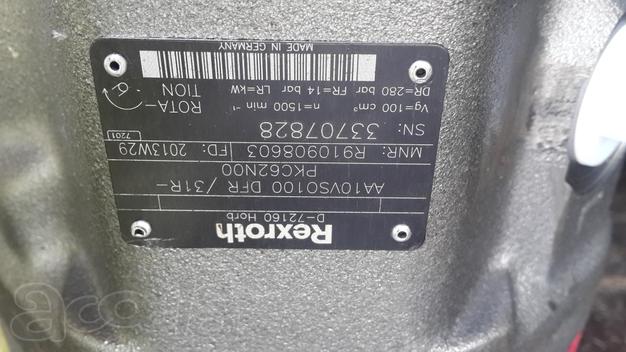 Rexroth
D-72160 Horb
AA10VSO100 DFR /31R-
PKC62N00
MNR: R910908603 FD: 2013W29
SN: 33707828 7201
Vg=100 cm³ n=1500 min⁻¹
DR=280 bar FR=14 bar LR=kW
ROTA-
TION
MADE IN GERMANY